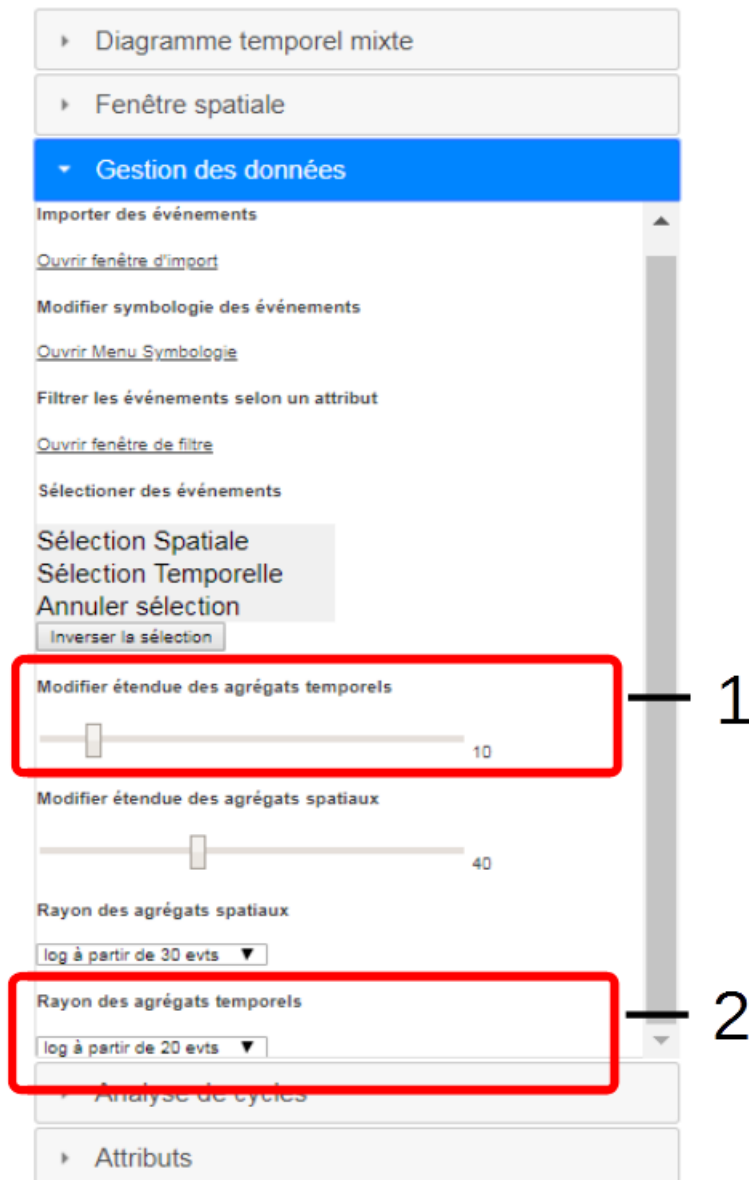 Diagramme temporel mixte
Fenêtre spatiale
Gestion des données
Importer des événements
Ouvrir fenêtre d'import
Modifier symbologie des événements
Ouvrir Menu Symbologie
Filtrer les événements selon un attribut
Ouvrir fenêtre de filtre
Sélectioner des événements
Sélection Spatiale
Sélection Temporelle
Annuler sélection
Inverser la sélection
Modifier étendue des agrégats temporels
10
1
Modifier étendue des agrégats spatiaux
40
Rayon des agrégats spatiaux
log à partir de 30 evts
Rayon des agrégats temporels
log à partir de 20 evts
2
Analyse de cycles
Attributs